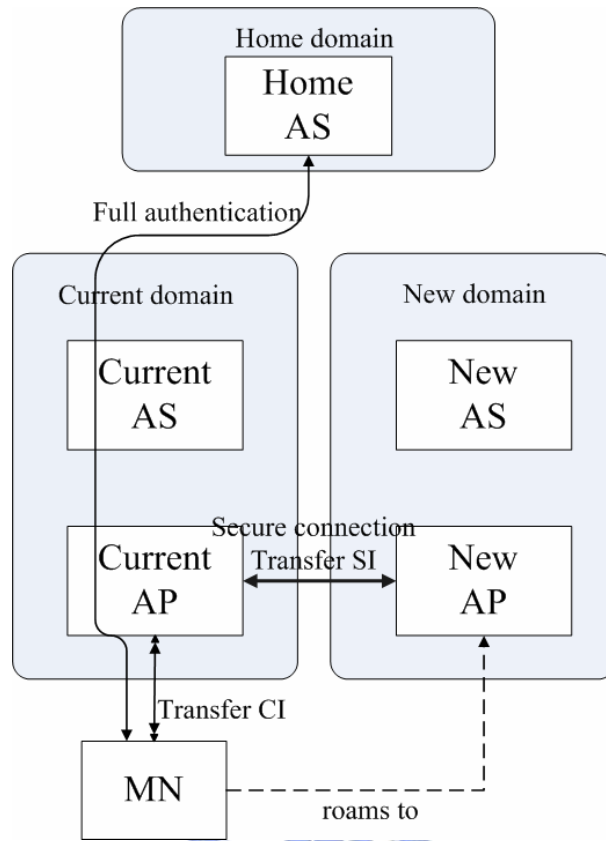 Home domain
Home
AS
Full authentication
Current domain
New domain
Current
AS
New
AS
Secure connection
Transfer SI
Current
AP
New
AP
Transfer CI
MN
roams to